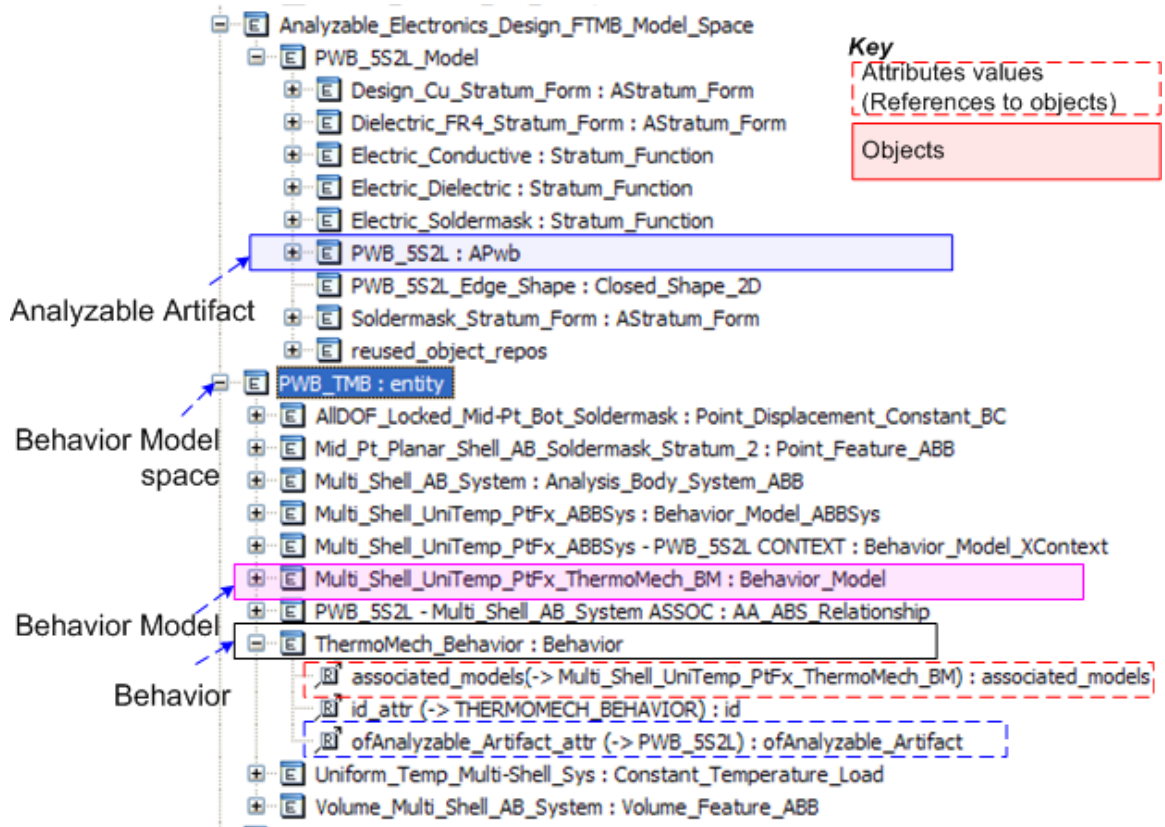 Analyzable_Electronics_Design_FTMB_Model_Space
PWB_5S2L_Model
Design_Cu_Stratum_Form : AStratum_Form
Dielectric_FR4_Stratum_Form : AStratum_Form
Electric_Conductive : Stratum_Function
Electric_Dielectric : Stratum_Function
Electric_Soldermask : Stratum_Function
PWB_5S2L : APwb
PWB_5S2L_Edge_Shape : Closed_Shape_2D
Soldermask_Stratum_Form : AStratum_Form
reused_object_repos
PWB_TMB : entity
AllDOF_Locked_Mid-Pt_Bot_Soldermask : Point_Displacement_Constant_BC
Mid_Pt_Planar_Shell_AB_Soldermask_Stratum_2 : Point_Feature_ABB
Multi_Shell_AB_System : Analysis_Body_System_ABB
Multi_Shell_UniTemp_PtFx_ABBSys : Behavior_Model_ABBSys
Multi_Shell_UniTemp_PtFx_ABBSys - PWB_5S2L CONTEXT : Behavior_Model_XContext
Multi_Shell_UniTemp_PtFx_ThermoMech_BM : Behavior_Model
PWB_5S2L - Multi_Shell_AB_System ASSOC : AA_ABS_Relationship
ThermoMech_Behavior : Behavior
associated_models(-> Multi_Shell_UniTemp_PtFx_ThermoMech_BM) : associated_models
id_attr (-> THERMOMECH_BEHAVIOR) : id
ofAnalyzable_Artifact_attr (-> PWB_5S2L) : ofAnalyzable_Artifact
Uniform_Temp_Multi-Shell_Sys : Constant_Temperature_Load
Volume_Multi_Shell_AB_System : Volume_Feature_ABB
Key
Attributes values
(References to objects)
Objects
Analyzable Artifact
Behavior Model
space
Behavior Model
Behavior